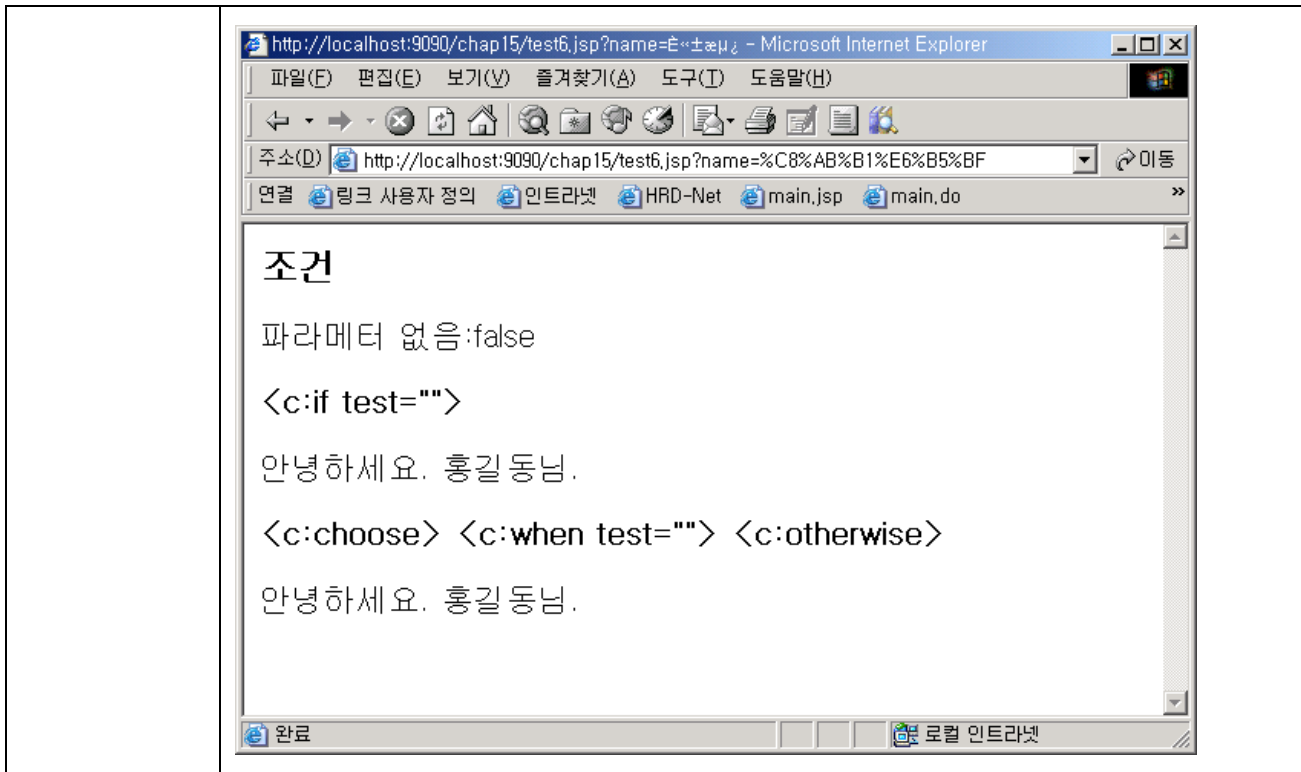 http://localhost:9090/chap15/test6.jsp?name=È«±æµ¿ - Microsoft Internet Explorer
파일(F) 편집(E) 보기(V) 즐겨찾기(A) 도구(T) 도움말(H)
주소(D) http://localhost:9090/chap15/test6.jsp?name=%C8%AB%B1%E6%B5%BF 이동
연결 링크 사용자 정의 인트라넷 HRD-Net main.jsp main.do »
조건
파라메터 없음:false
<c:if test="">
안녕하세요. 홍길동님.
<c:choose> <c:when test=""> <c:otherwise>
안녕하세요. 홍길동님.
완료 로컬 인트라넷